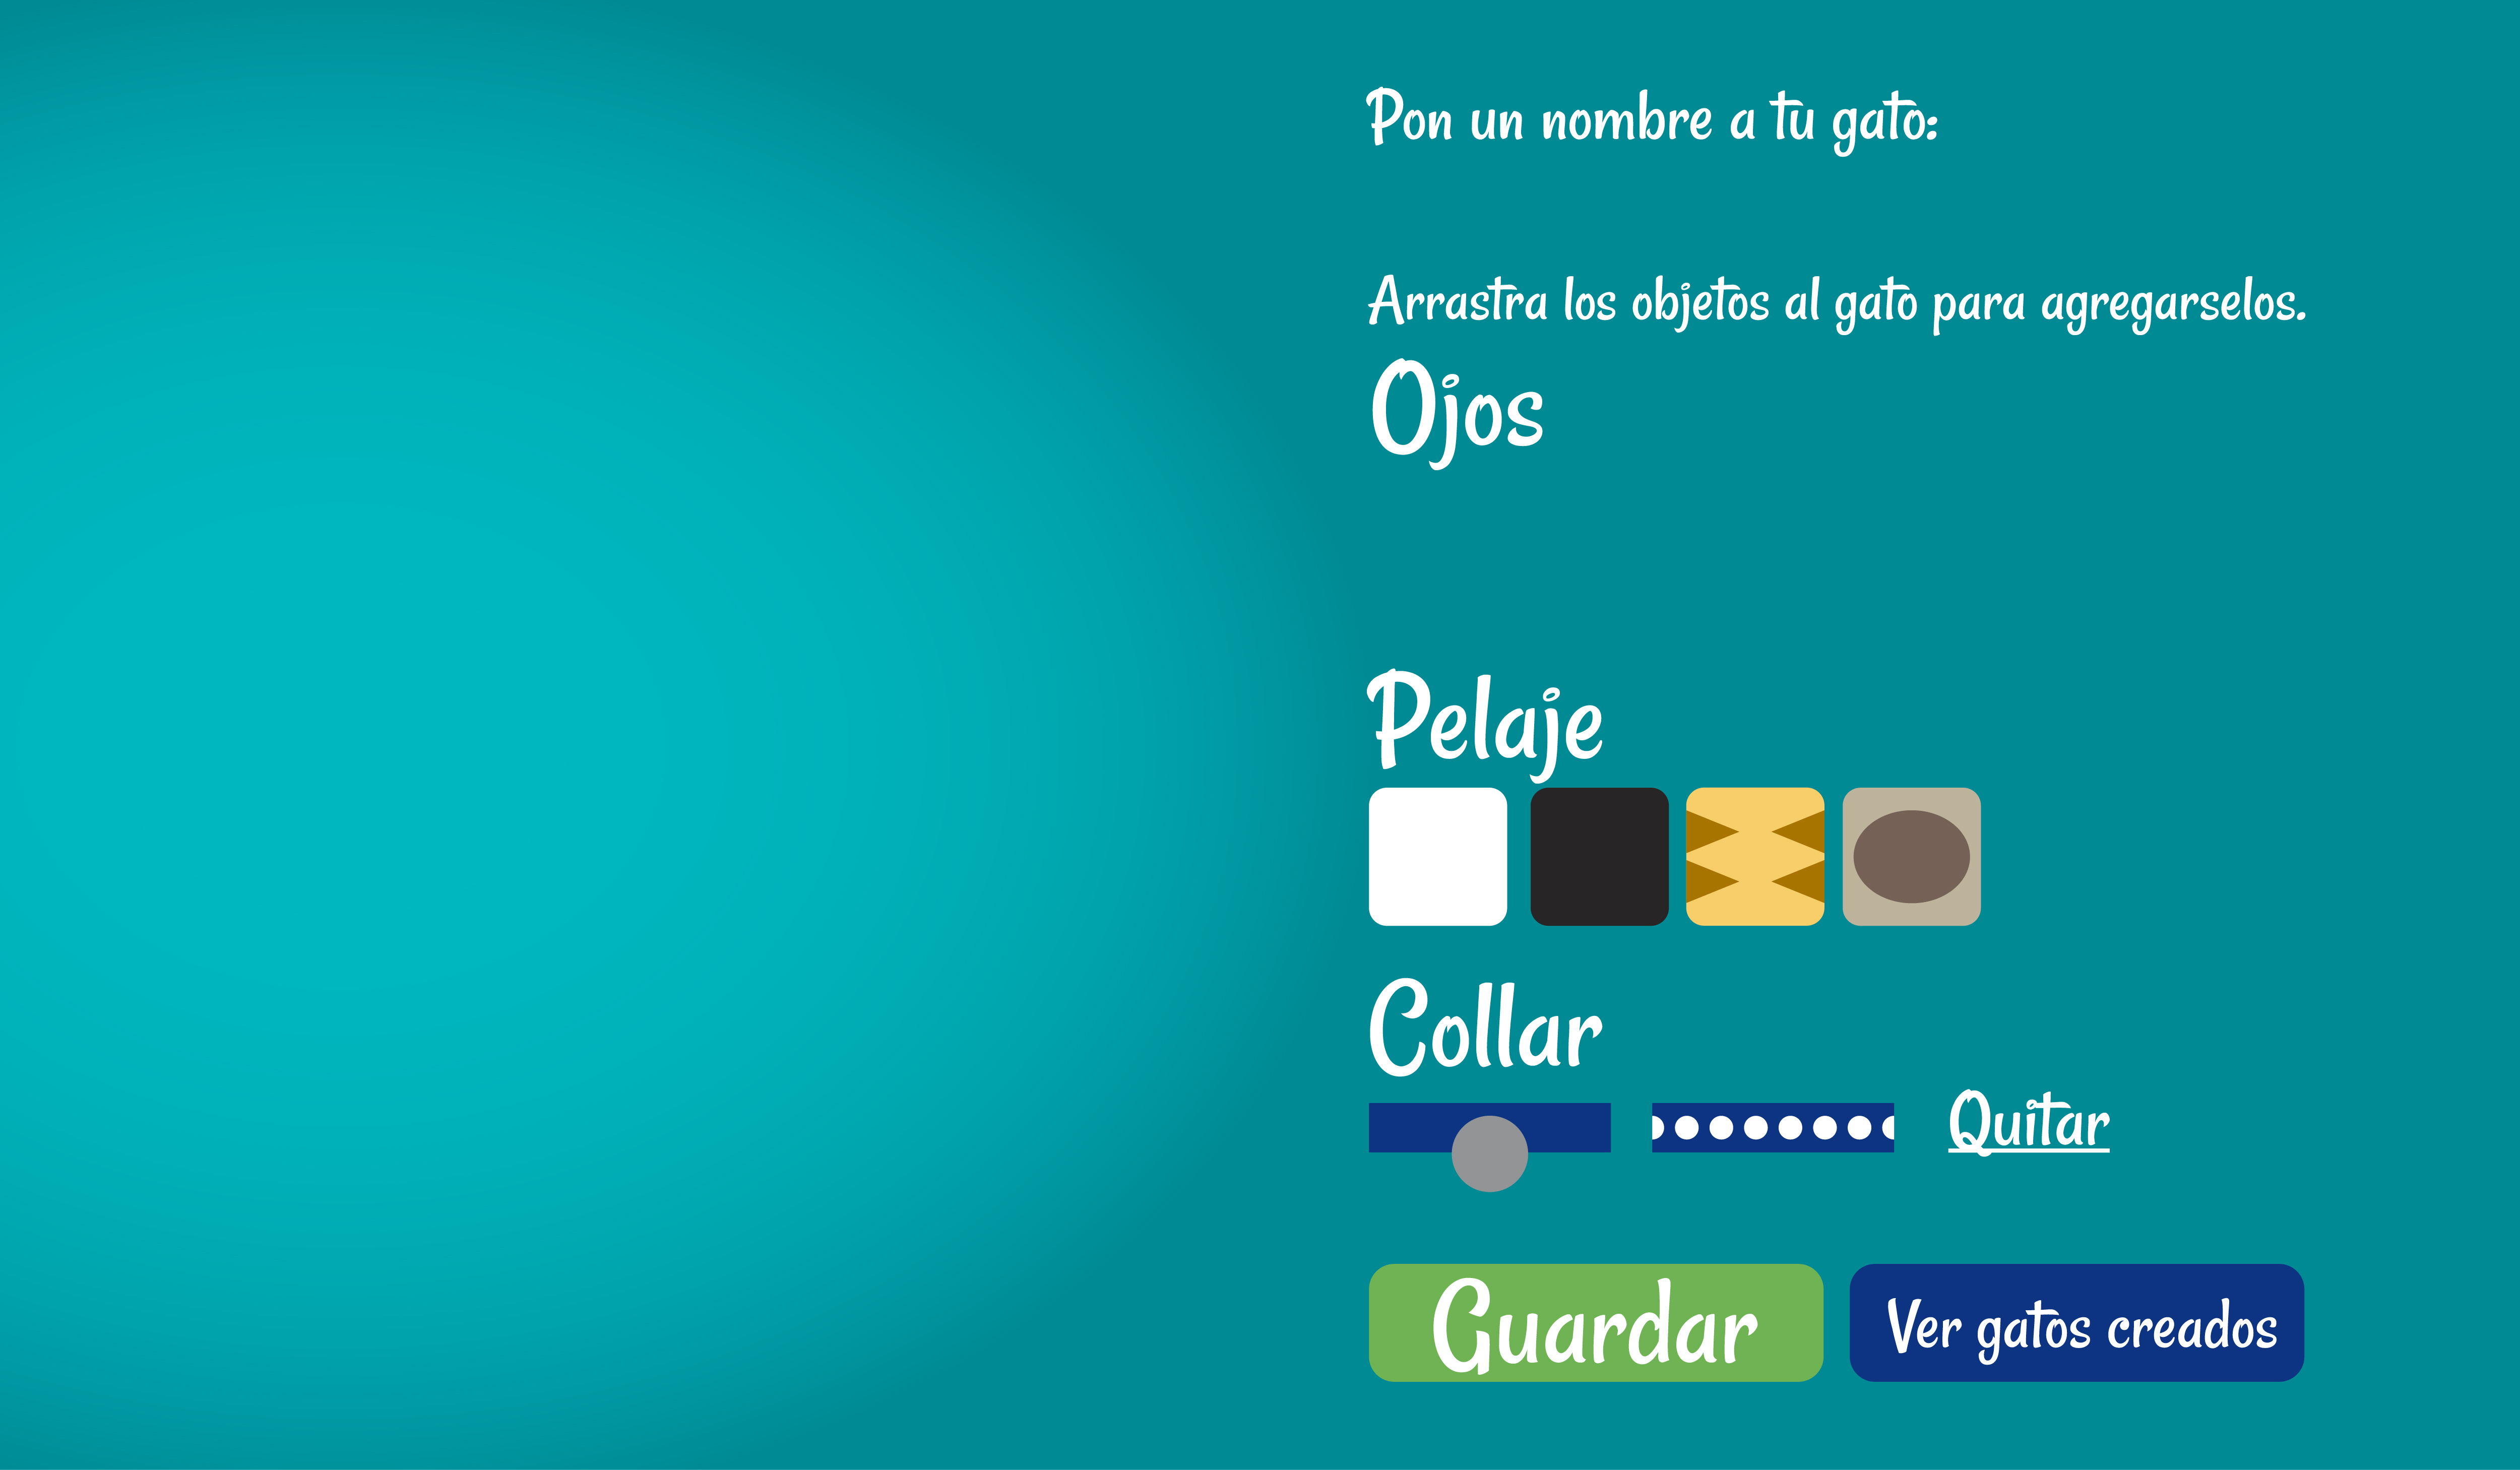 Pon un nombre a tu gato:
Arrastra los objetos al gato para agregarselos.
Ojos
Pelaje
Collar
Quitar
Guardar
Ver gatos creados